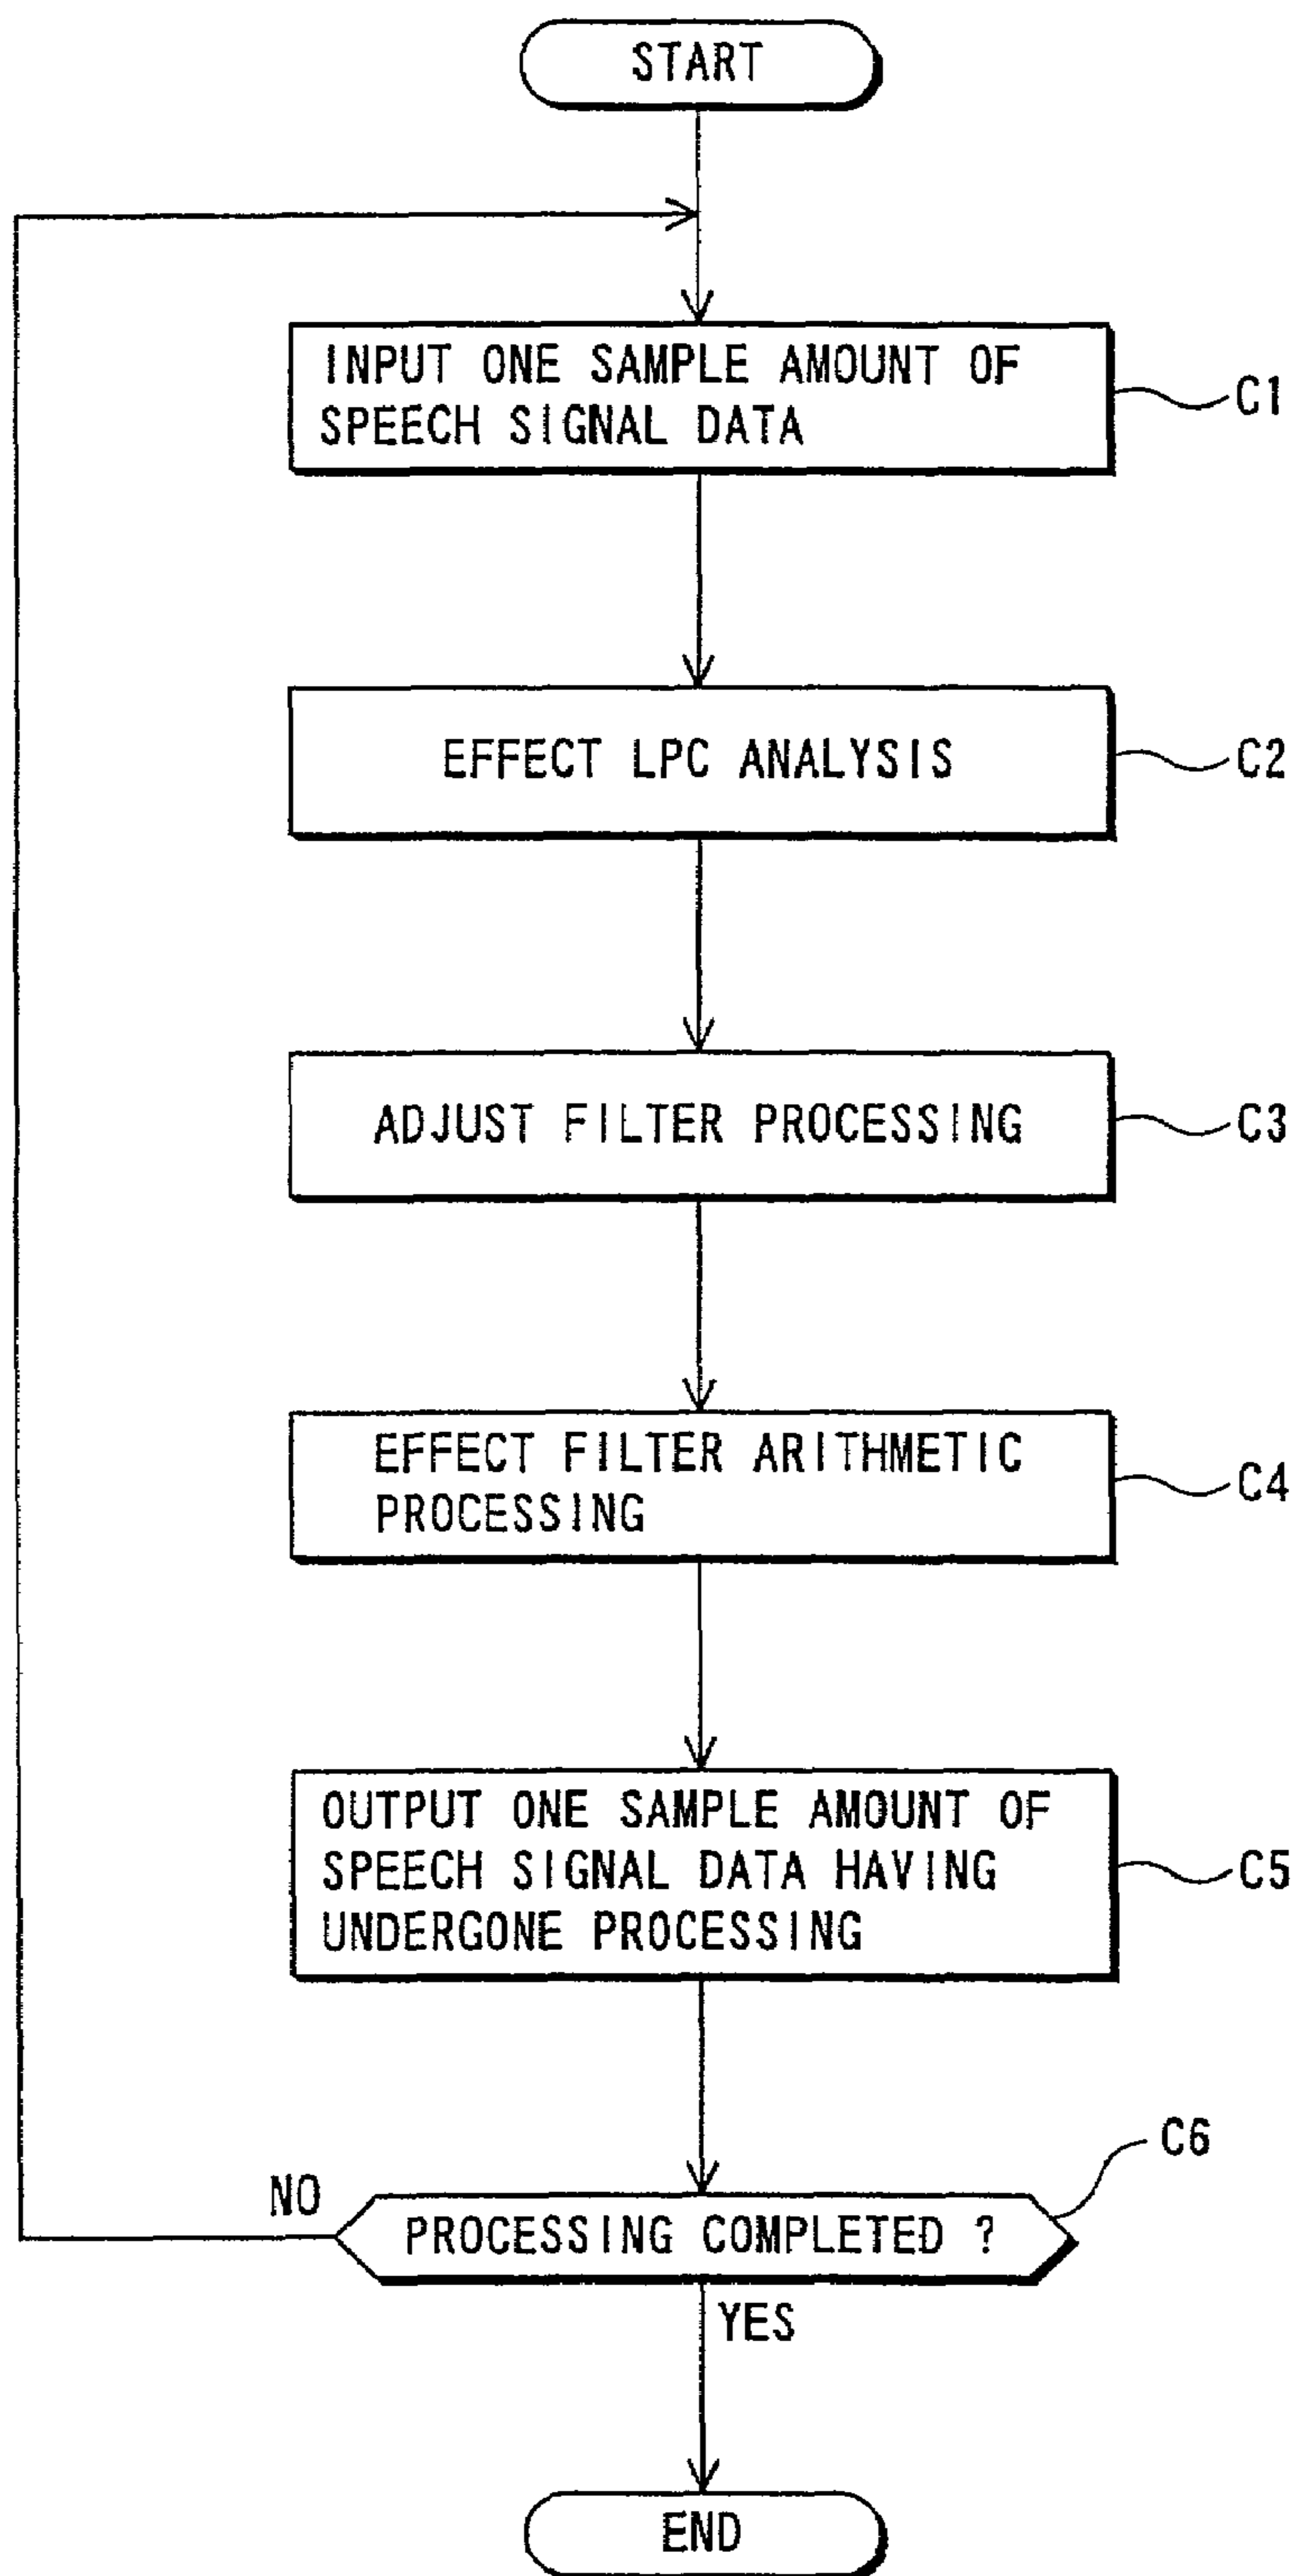 START
INPUT ONE SAMPLE AMOUNT OF
SPEECH SIGNAL DATA
C1
EFFECT LPC ANALYSIS
C2
ADJUST FILTER PROCESSING
C3
EFFECT FILTER ARITHMETIC
PROCESSING
C4
OUTPUT ONE SAMPLE AMOUNT OF
SPEECH SIGNAL DATA HAVING
UNDERGONE PROCESSING
C5
C6
NO
PROCESSING COMPLETED ?
YES
END